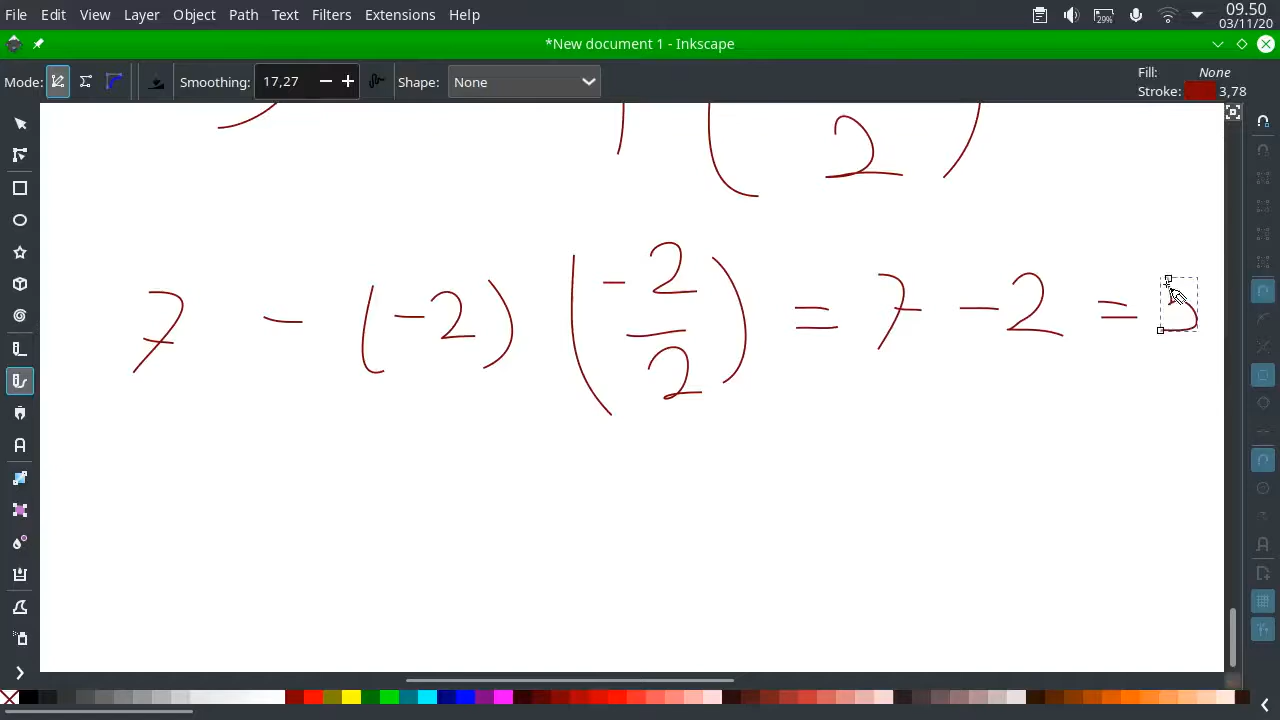 File Edit View Layer Object Path Text Filters Extensions Help
29%
09.50
03/11/20
*New document 1 - Inkscape
Mode: Smoothing: 17,27 Shape: None
Fill: None
Stroke: 3,78
2
7 - (-2) (-2/2) = 7 - 2 = 5